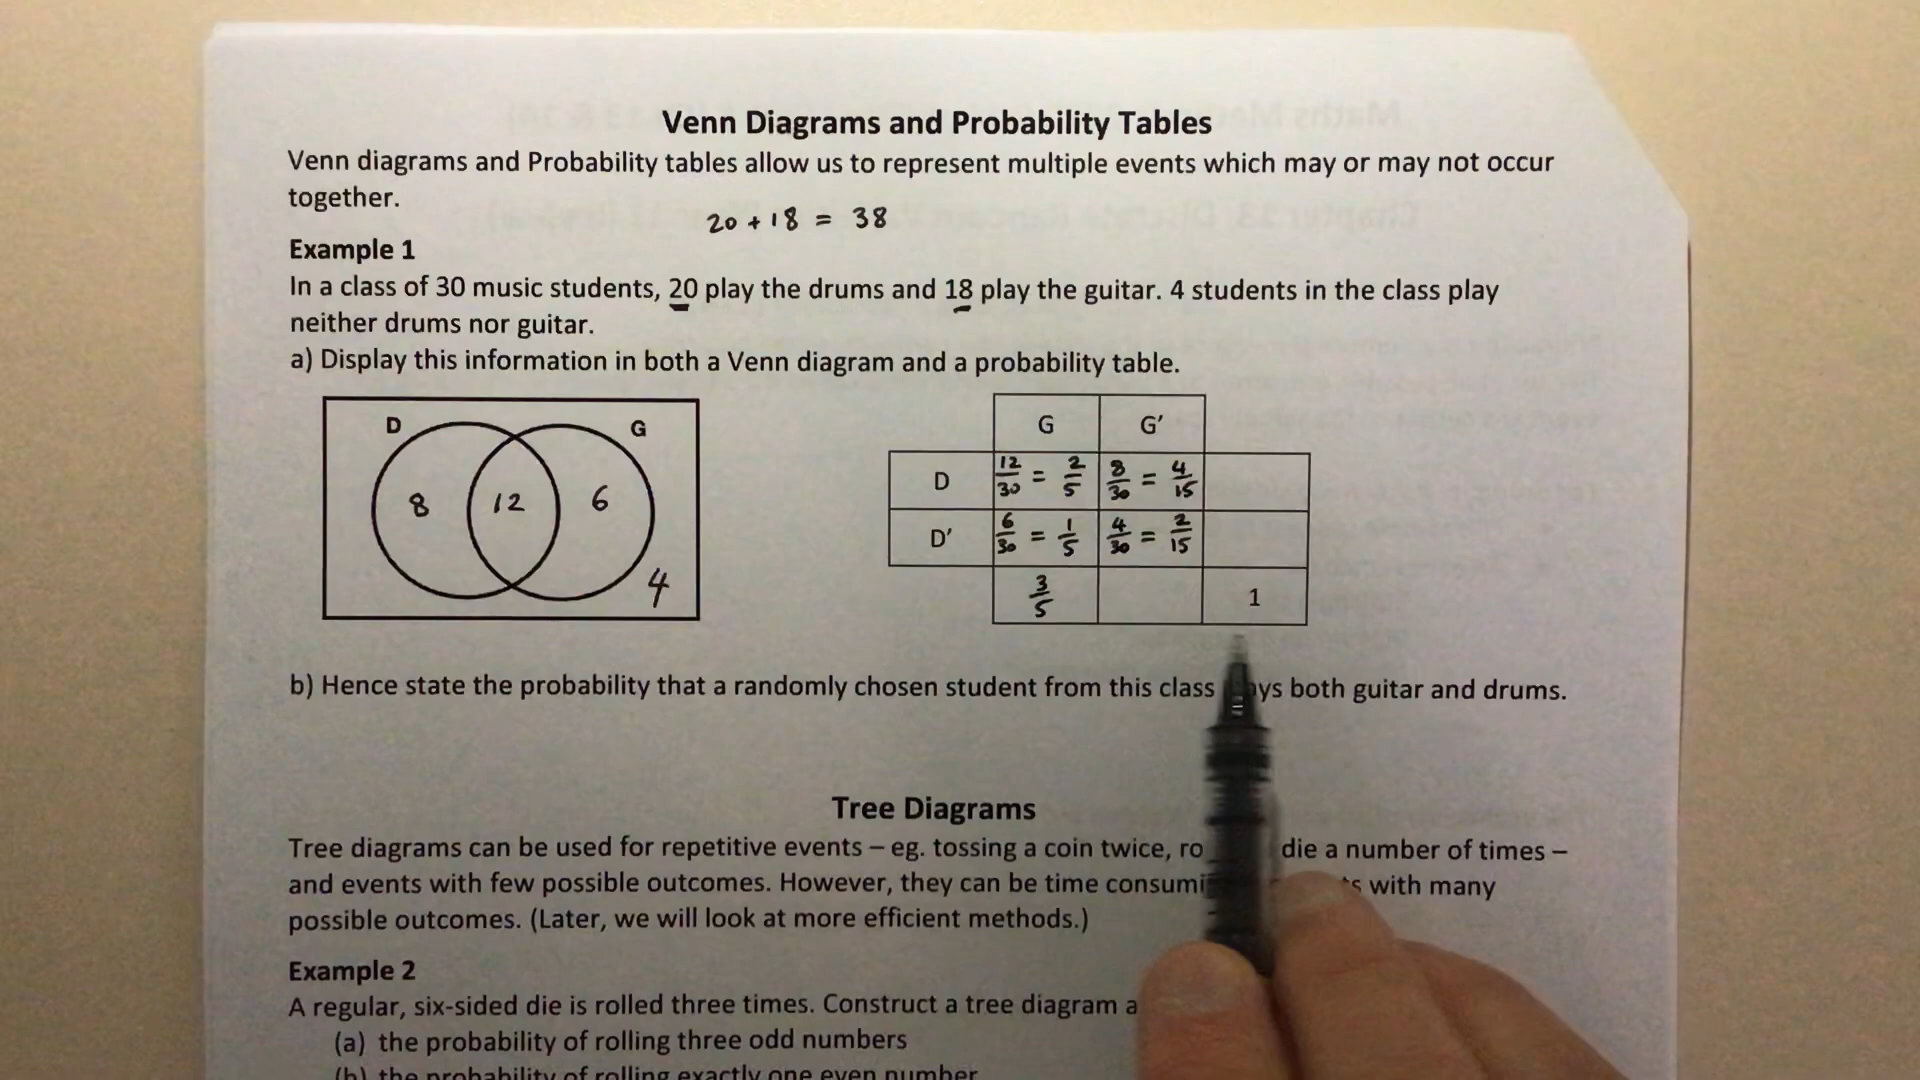 Venn Diagrams and Probability Tables
Venn diagrams and Probability tables allow us to represent multiple events which may or may not occur
together.
20 + 18 = 38
Example 1
In a class of 30 music students, 20 play the drums and 18 play the guitar. 4 students in the class play
neither drums nor guitar.
a) Display this information in both a Venn diagram and a probability table.
D G
8 12 6
4
G G′
D 12/30 = 2/5 8/30 = 4/15
D′ 6/30 = 1/5 4/30 = 2/15
3/5 1
b) Hence state the probability that a randomly chosen student from this class ys both guitar and drums.
Tree Diagrams
Tree diagrams can be used for repetitive events – eg. tossing a coin twice, ro die a number of times –
and events with few possible outcomes. However, they can be time consumi with many
possible outcomes. (Later, we will look at more efficient methods.)
Example 2
A regular, six-sided die is rolled three times. Construct a tree diagram a
(a) the probability of rolling three odd numbers
(b) the probability of rolling exactly one even number